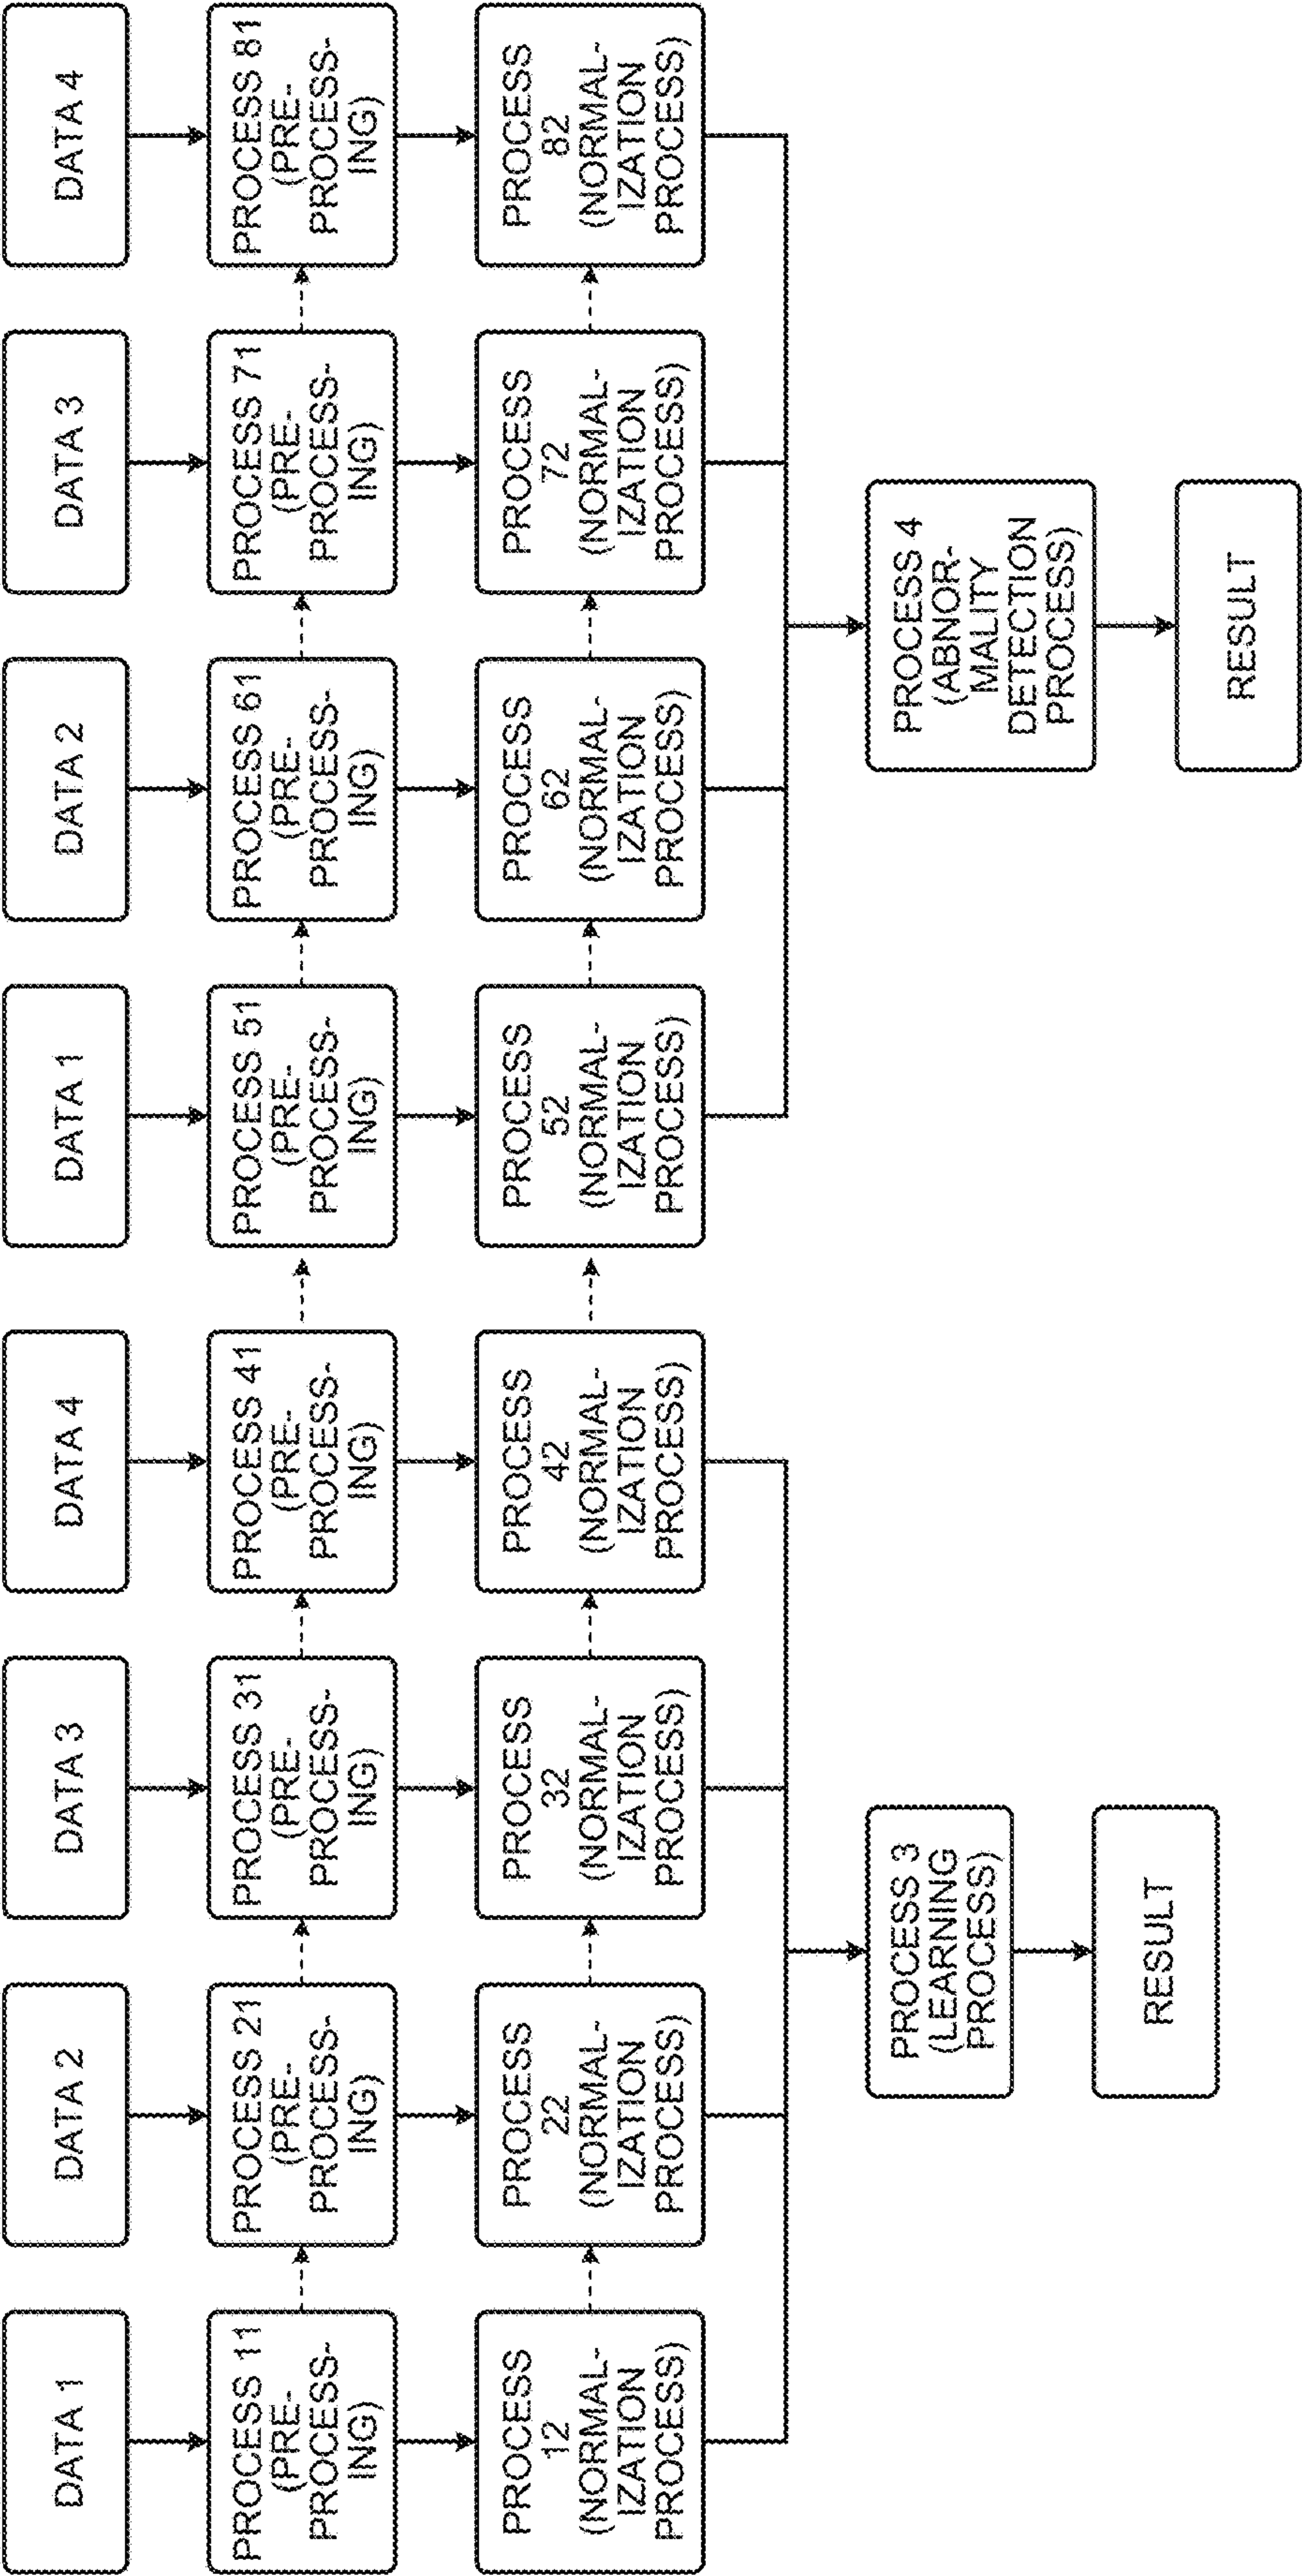 DATA 1
DATA 2
DATA 3
DATA 4
DATA 1
DATA 2
DATA 3
DATA 4
PROCESS 11
(PRE-
PROCESS-
ING)
PROCESS 21
(PRE-
PROCESS-
ING)
PROCESS 31
(PRE-
PROCESS-
ING)
PROCESS 41
(PRE-
PROCESS-
ING)
PROCESS 51
(PRE-
PROCESS-
ING)
PROCESS 61
(PRE-
PROCESS-
ING)
PROCESS 71
(PRE-
PROCESS-
ING)
PROCESS 81
(PRE-
PROCESS-
ING)
PROCESS
12
(NORMAL-
IZATION
PROCESS)
PROCESS
22
(NORMAL-
IZATION
PROCESS)
PROCESS
32
(NORMAL-
IZATION
PROCESS)
PROCESS
42
(NORMAL-
IZATION
PROCESS)
PROCESS
52
(NORMAL-
IZATION
PROCESS)
PROCESS
62
(NORMAL-
IZATION
PROCESS)
PROCESS
72
(NORMAL-
IZATION
PROCESS)
PROCESS
82
(NORMAL-
IZATION
PROCESS)
PROCESS 3
(LEARNING
PROCESS)
PROCESS 4
(ABNOR-
MALITY
DETECTION
PROCESS)
RESULT
RESULT